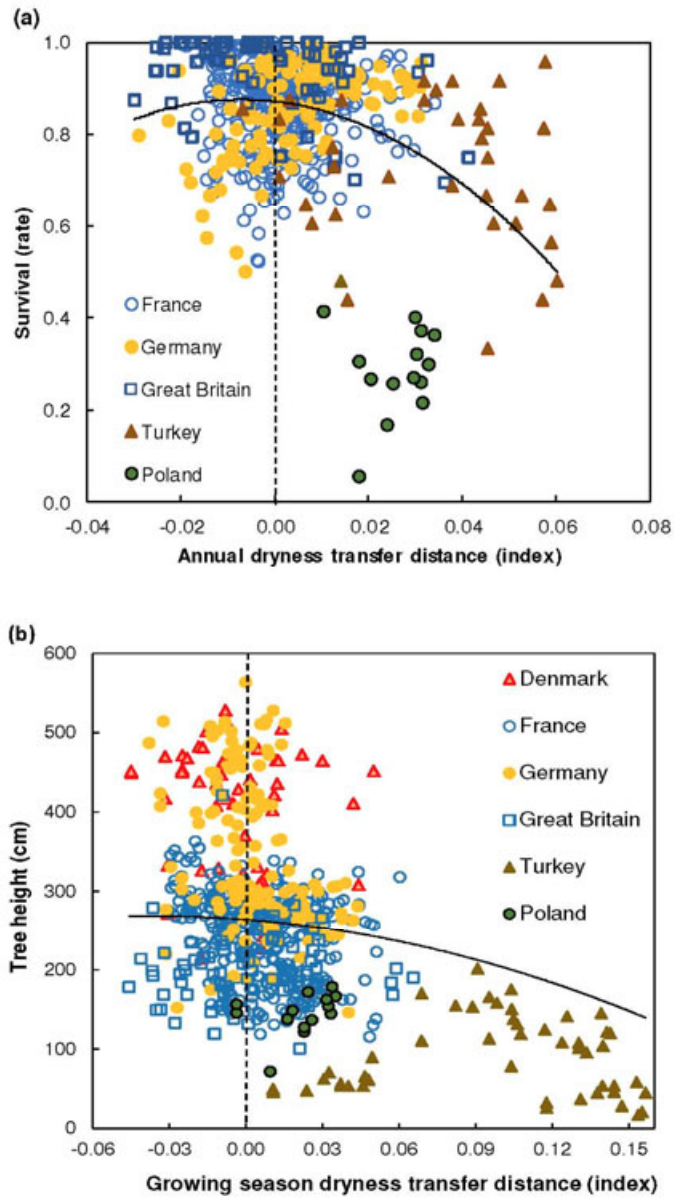 (a)
1.0
0.8
0.6
0.4
0.2
0.0
Survival (rate)
France
Germany
Great Britain
Turkey
Poland
-0.04 -0.02 0.00 0.02 0.04 0.06 0.08
Annual dryness transfer distance (index)
(b)
600
500
400
300
200
100
0
Tree height (cm)
Denmark
France
Germany
Great Britain
Turkey
Poland
-0.06 -0.03 0.00 0.03 0.06 0.09 0.12 0.15
Growing season dryness transfer distance (index)